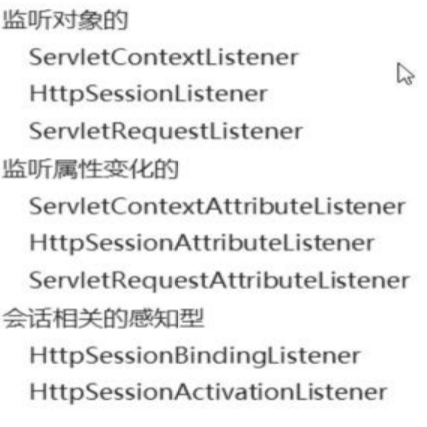 监听对象的
ServletContextListener
HttpSessionListener
ServletRequestListener
监听属性变化的
ServletContextAttributeListener
HttpSessionAttributeListener
ServletRequestAttributeListener
会话相关的感知型
HttpSessionBindingListener
HttpSessionActivationListener